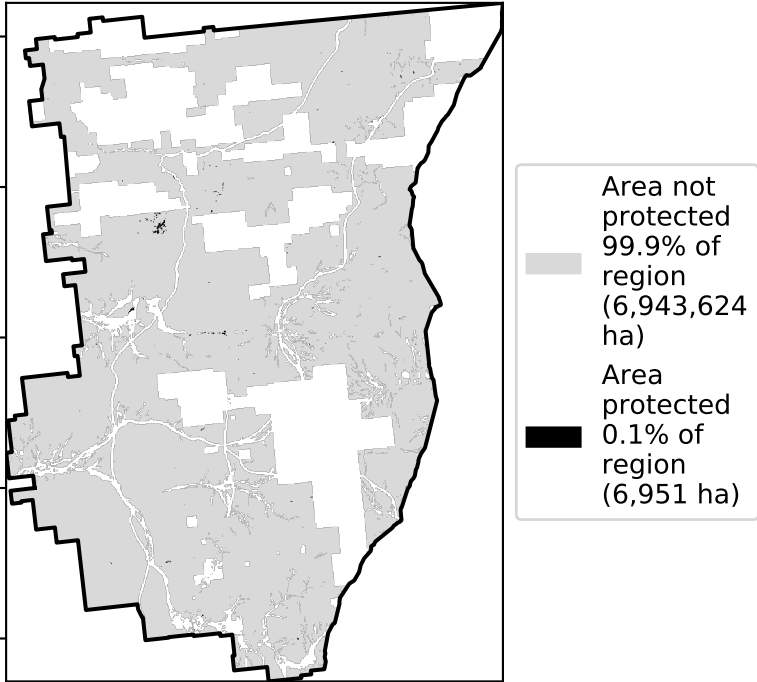 Area not
protected
99.9% of
region
(6,943,624
ha)
Area
protected
0.1% of
region
(6,951 ha)